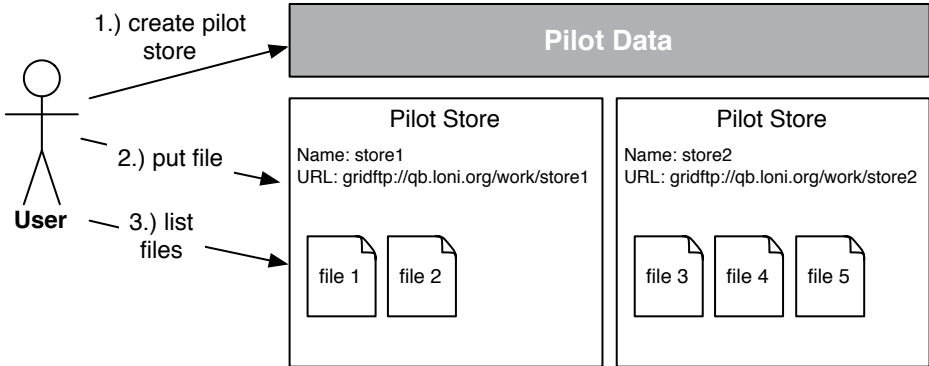 1.) create pilot
store
Pilot Data
2.) put file
3.) list
files
User
Pilot Store
Name: store1
URL: gridftp://qb.loni.org/work/store1
file 1
file 2
Pilot Store
Name: store2
URL: gridftp://qb.loni.org/work/store2
file 3
file 4
file 5